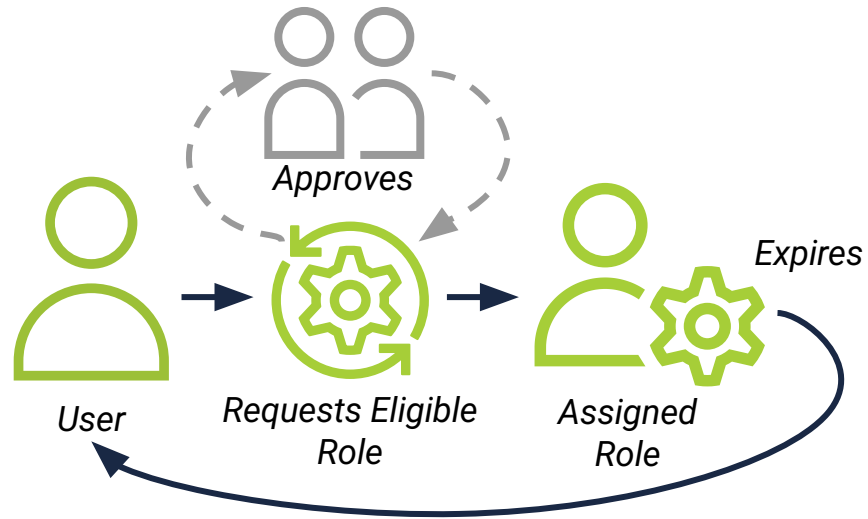 Approves
Expires
User
Requests Eligible
Role
Assigned
Role